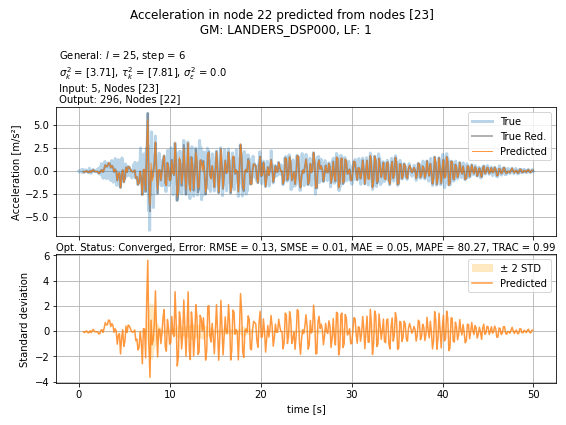 Acceleration in node 22 predicted from nodes [23]
GM: LANDERS_DSP000, LF: 1
General: l = 25, step = 6
σ²ₖ = [3.71], τ²ₖ = [7.81], σ²ε = 0.0
Input: 5, Nodes [23]
Output: 296, Nodes [22]
Acceleration [m/s²]
5.0
2.5
0.0
−2.5
−5.0
True
True Red.
Predicted
Opt. Status: Converged, Error: RMSE = 0.13, SMSE = 0.01, MAE = 0.05, MAPE = 80.27, TRAC = 0.99
Standard deviation
6
4
2
0
−2
−4
± 2 STD
Predicted
0 10 20 30 40 50
time [s]